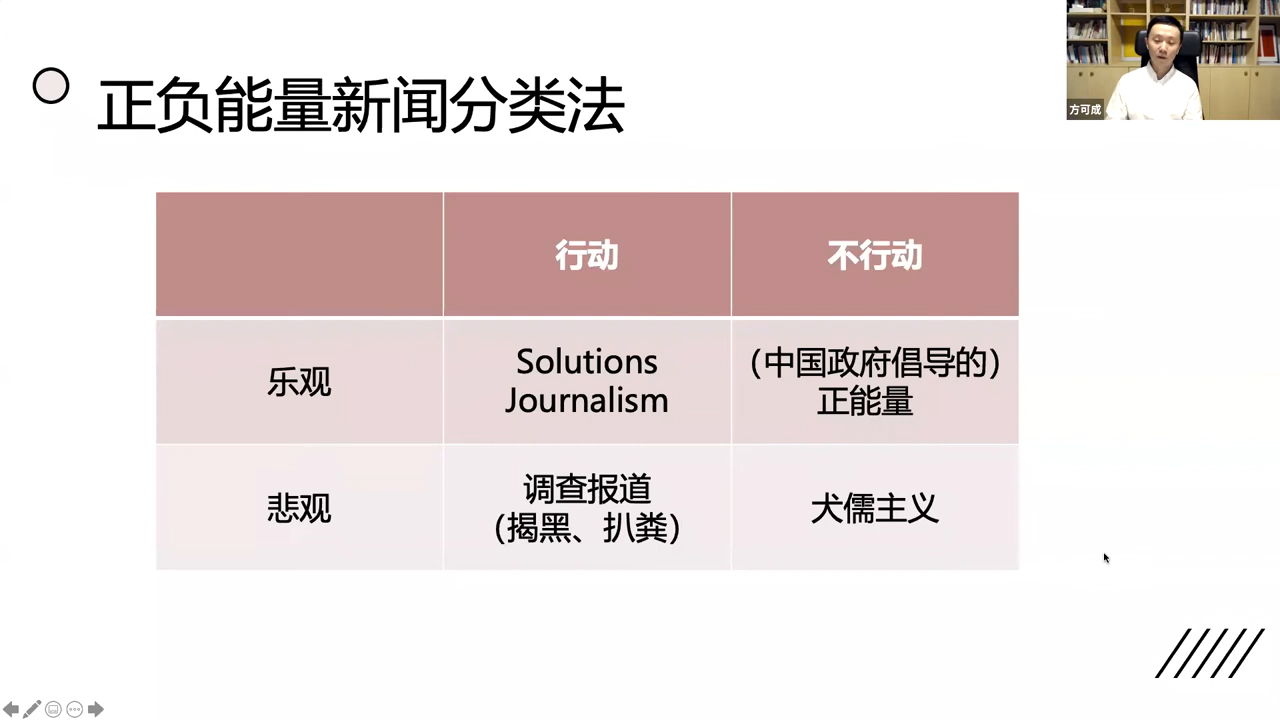 正负能量新闻分类法
方可成
行动
不行动
乐观
Solutions
Journalism
（中国政府倡导的）
正能量
悲观
调查报道
（揭黑、扒粪）
犬儒主义